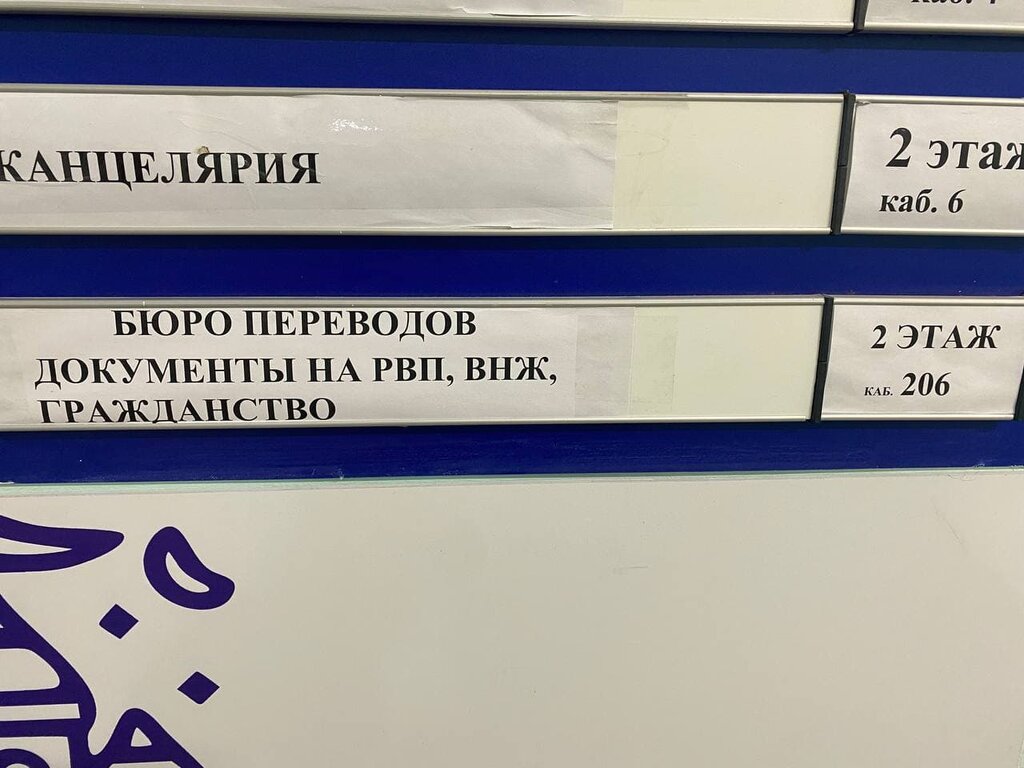 КАНЦЕЛЯРИЯ
2 этаж
каб. 6
БЮРО ПЕРЕВОДОВ
ДОКУМЕНТЫ НА РВП, ВНЖ,
ГРАЖДАНСТВО
2 ЭТАЖ
КАБ. 206